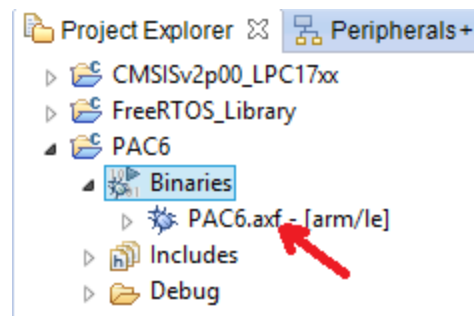 Project Explorer Peripherals+
CMSISv2p00_LPC17xx
FreeRTOS_Library
PAC6
Binaries
PAC6.axf - [arm/le]
Includes
Debug